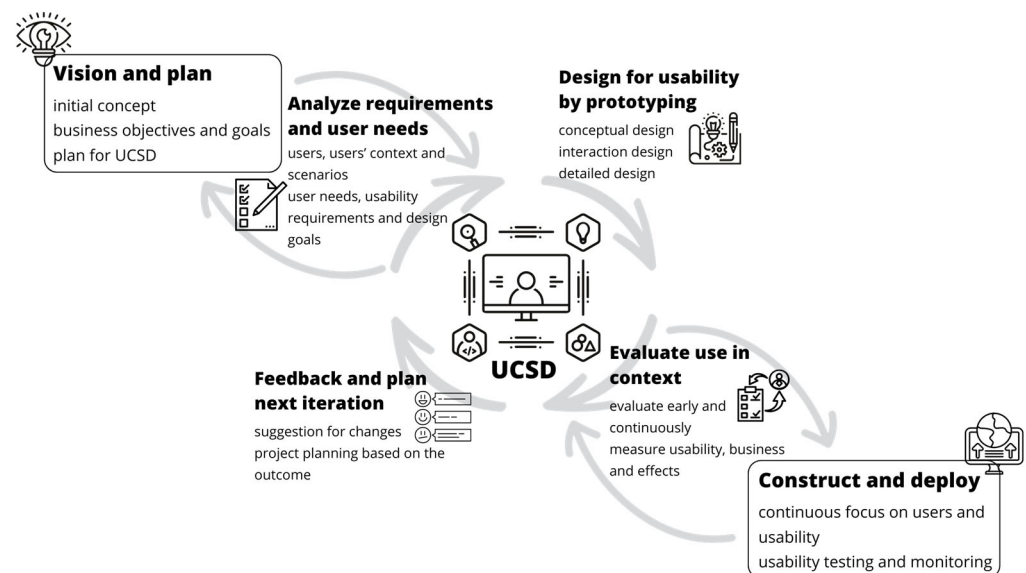 Vision and plan
initial concept
business objectives and goals
plan for UCSD
Analyze requirements
and user needs
users, users’ context and
scenarios
user needs, usability
requirements and design
goals
Design for usability
by prototyping
conceptual design
interaction design
detailed design
UCSD
Evaluate use in
context
evaluate early and
continuously
measure usability, business
and effects
Feedback and plan
next iteration
suggestion for changes
project planning based on the
outcome
Construct and deploy
continuous focus on users and
usability
usability testing and monitoring